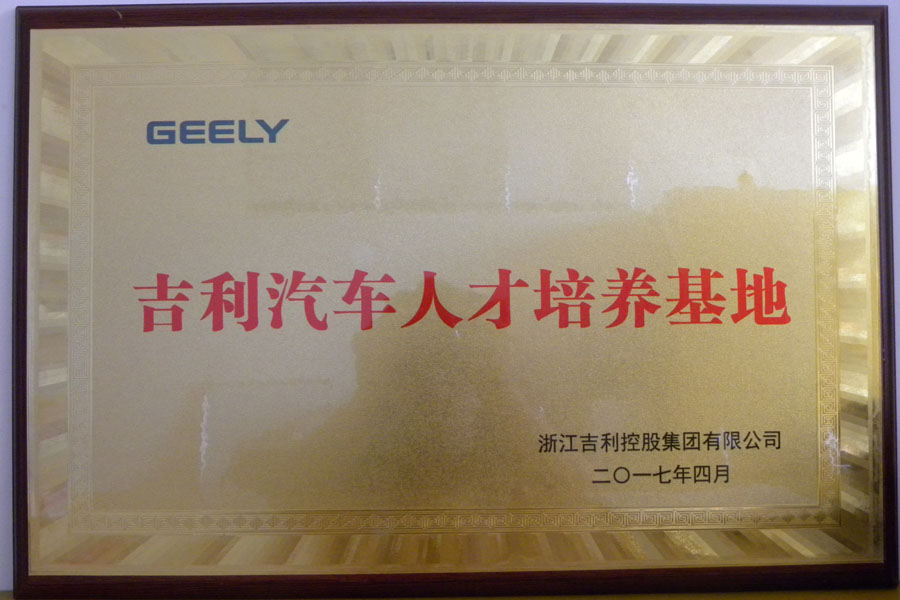 GEELY
吉利汽车人才培养基地
浙江吉利控股集团有限公司
二〇一七年四月